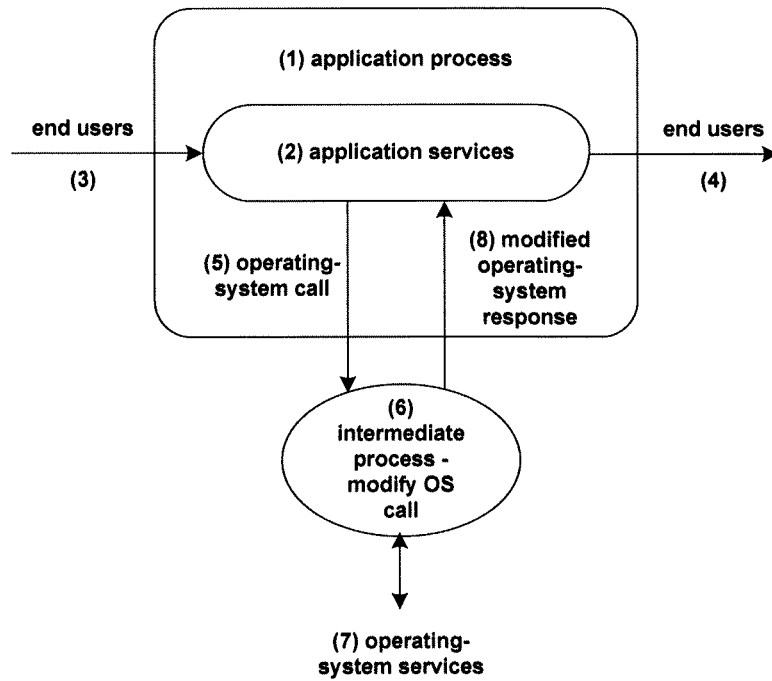 (1) application process
end users
(3)
(2) application services
end users
(4)
(5) operating-
system call
(8) modified
operating-
system
response
(6)
intermediate
process -
modify OS
call
(7) operating-
system services